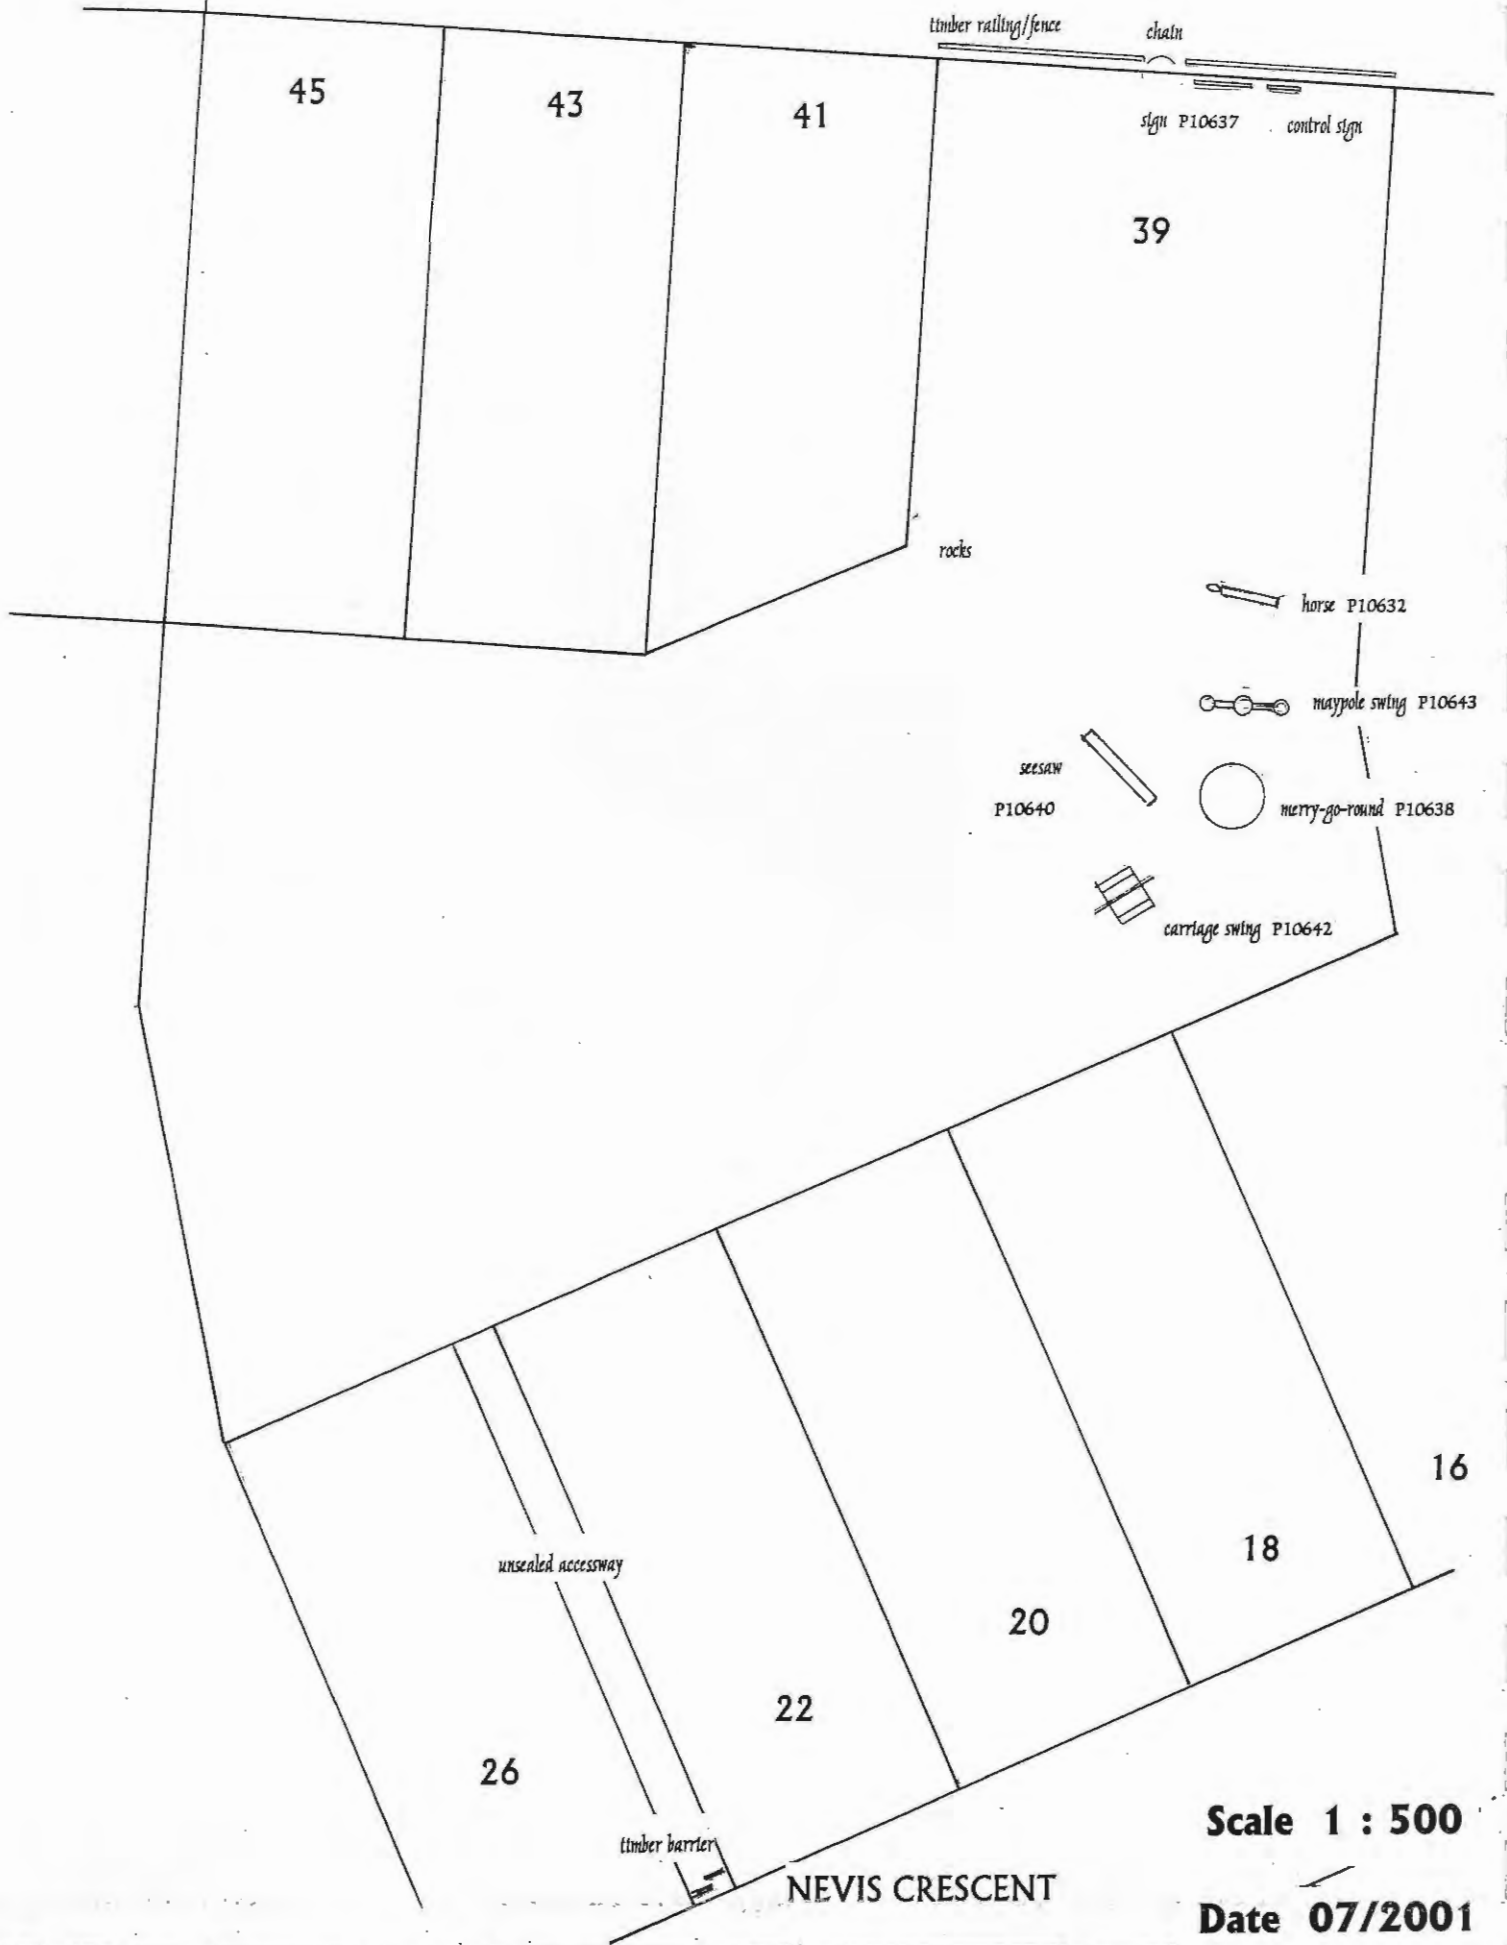 timber railing/fence
chain
45
43
41
sign P10637
control sign
39
rocks
horse P10632
maypole swing P10643
seesaw
P10640
merry-go-round P10638
carriage swing P10642
16
18
unsealed accessway
20
22
26
Scale 1 : 500
timber barrier
NEVIS CRESCENT
Date 07/2001